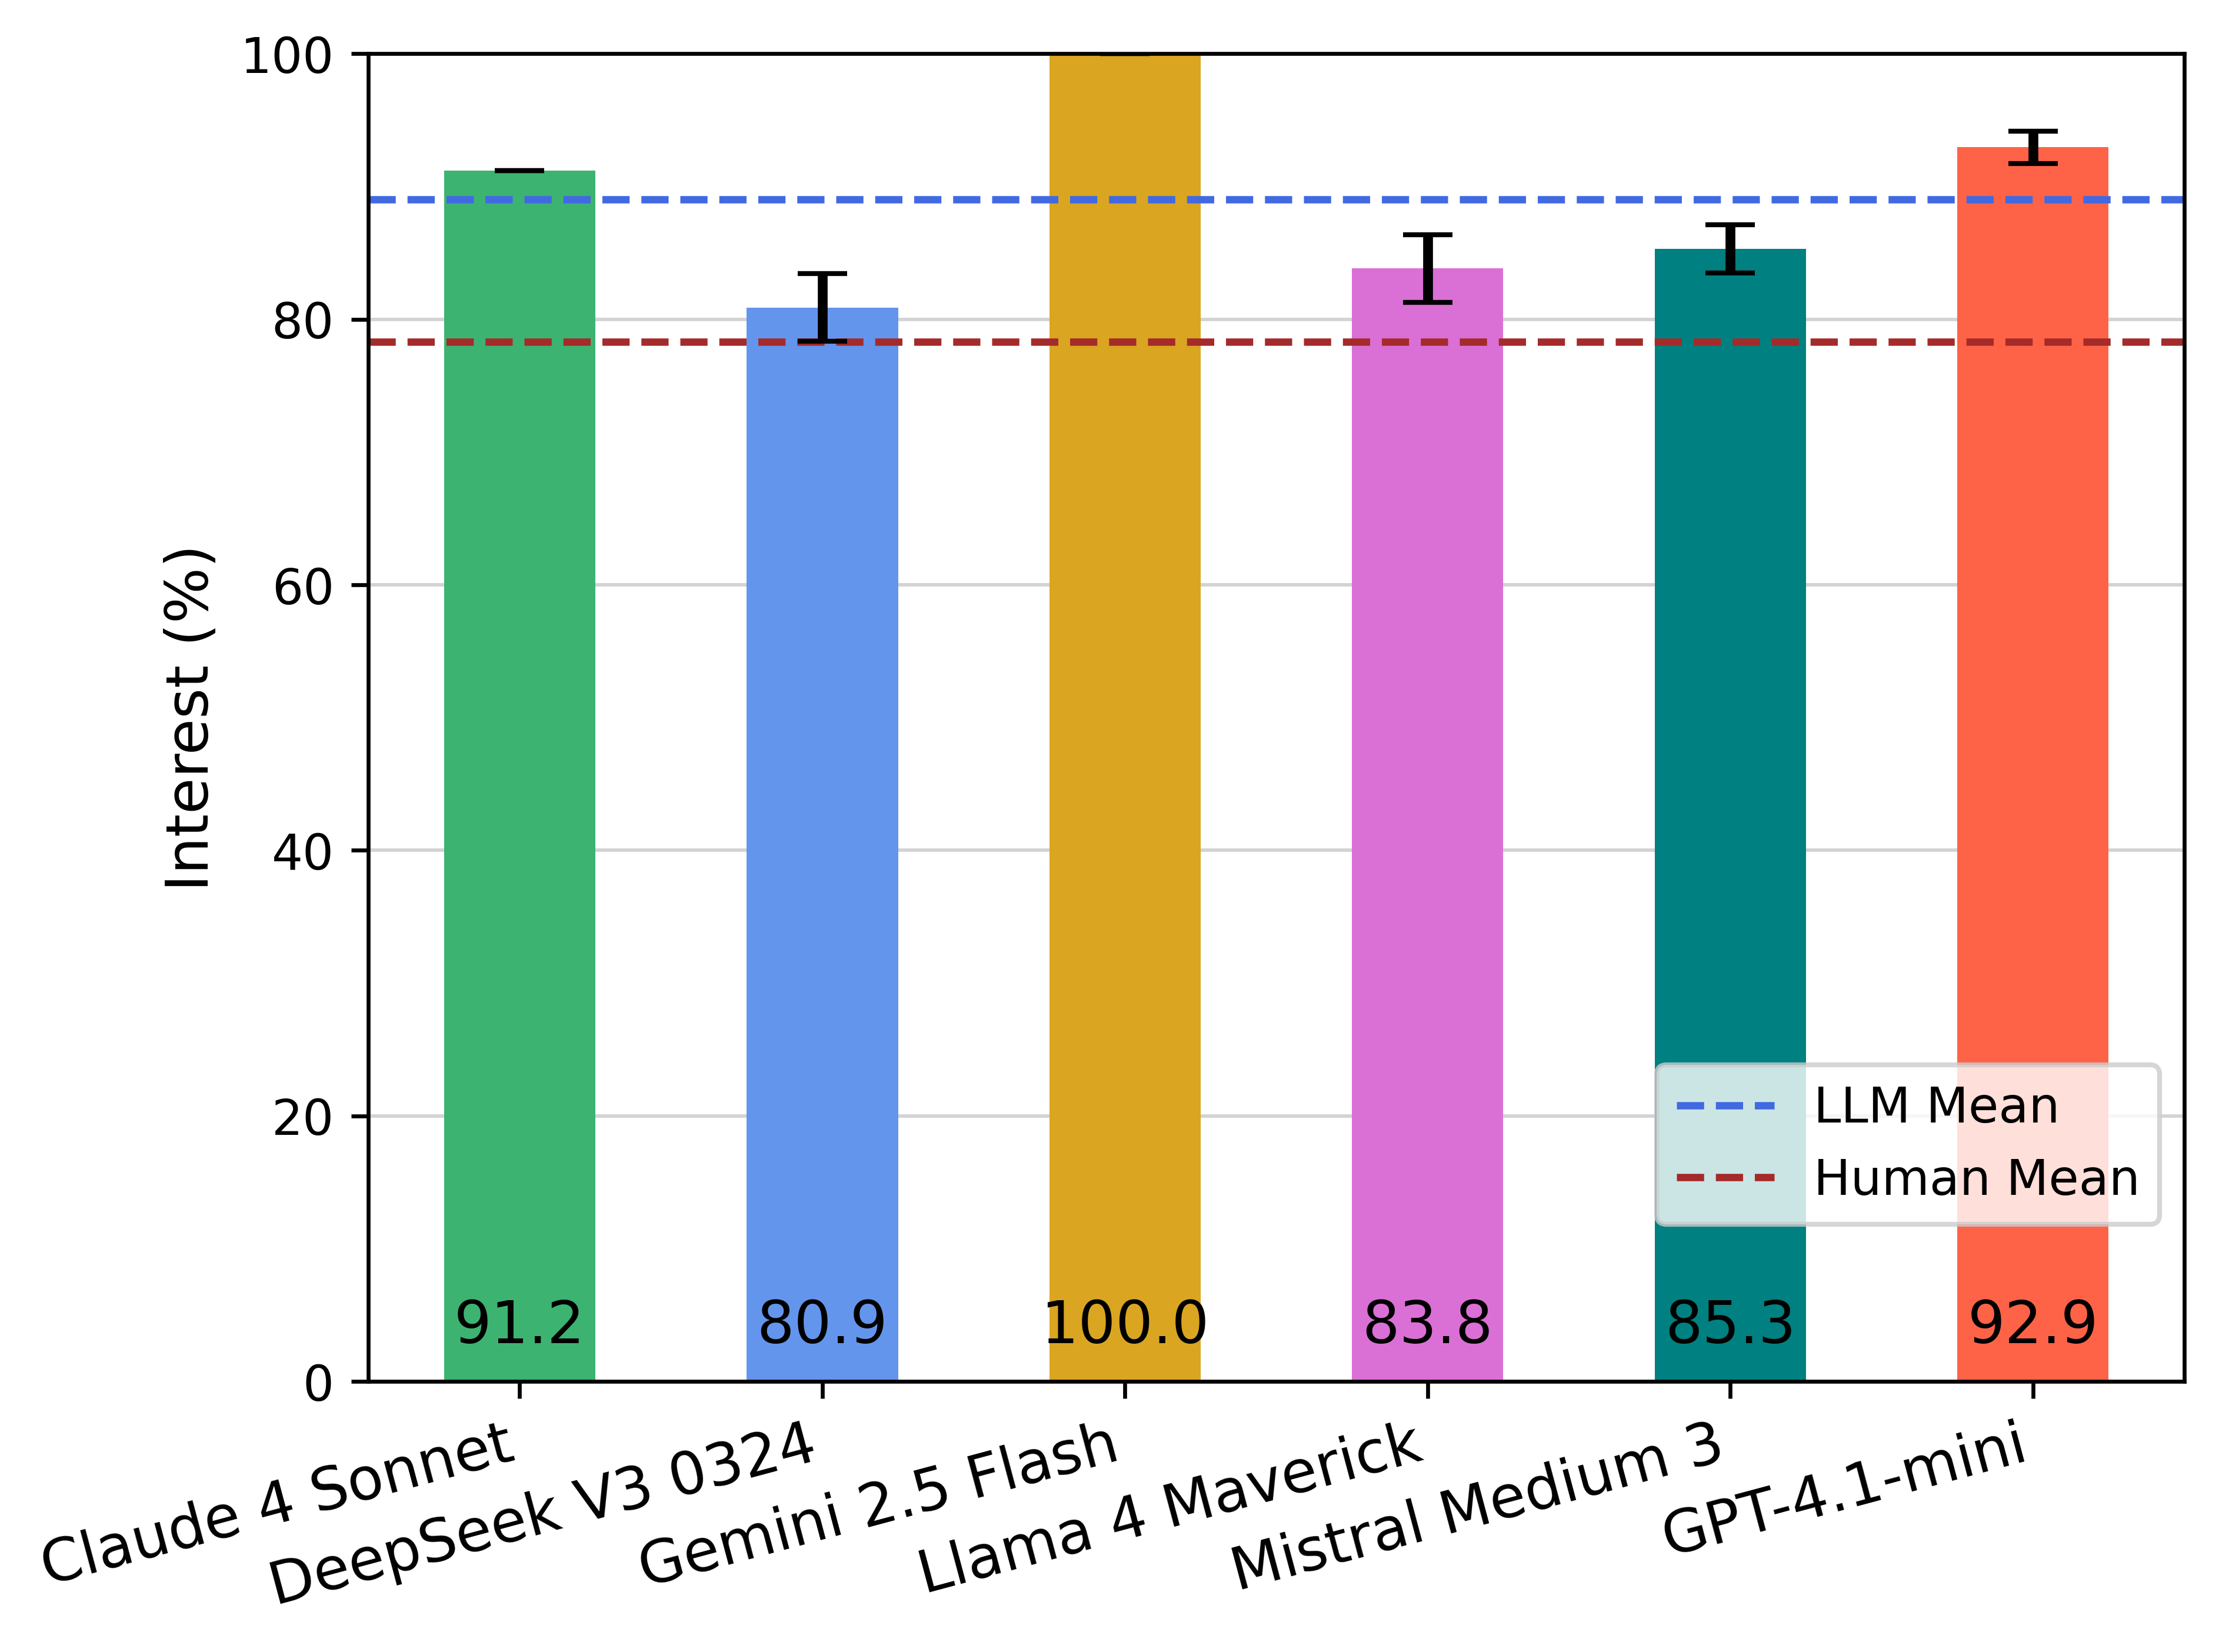 Interest (%)
100
80
60
40
20
0
LLM Mean
Human Mean
91.2
80.9
100.0
83.8
85.3
92.9
Claude 4 Sonnet
DeepSeek V3 0324
Gemini 2.5 Flash
Llama 4 Maverick
Mistral Medium 3
GPT-4.1-mini